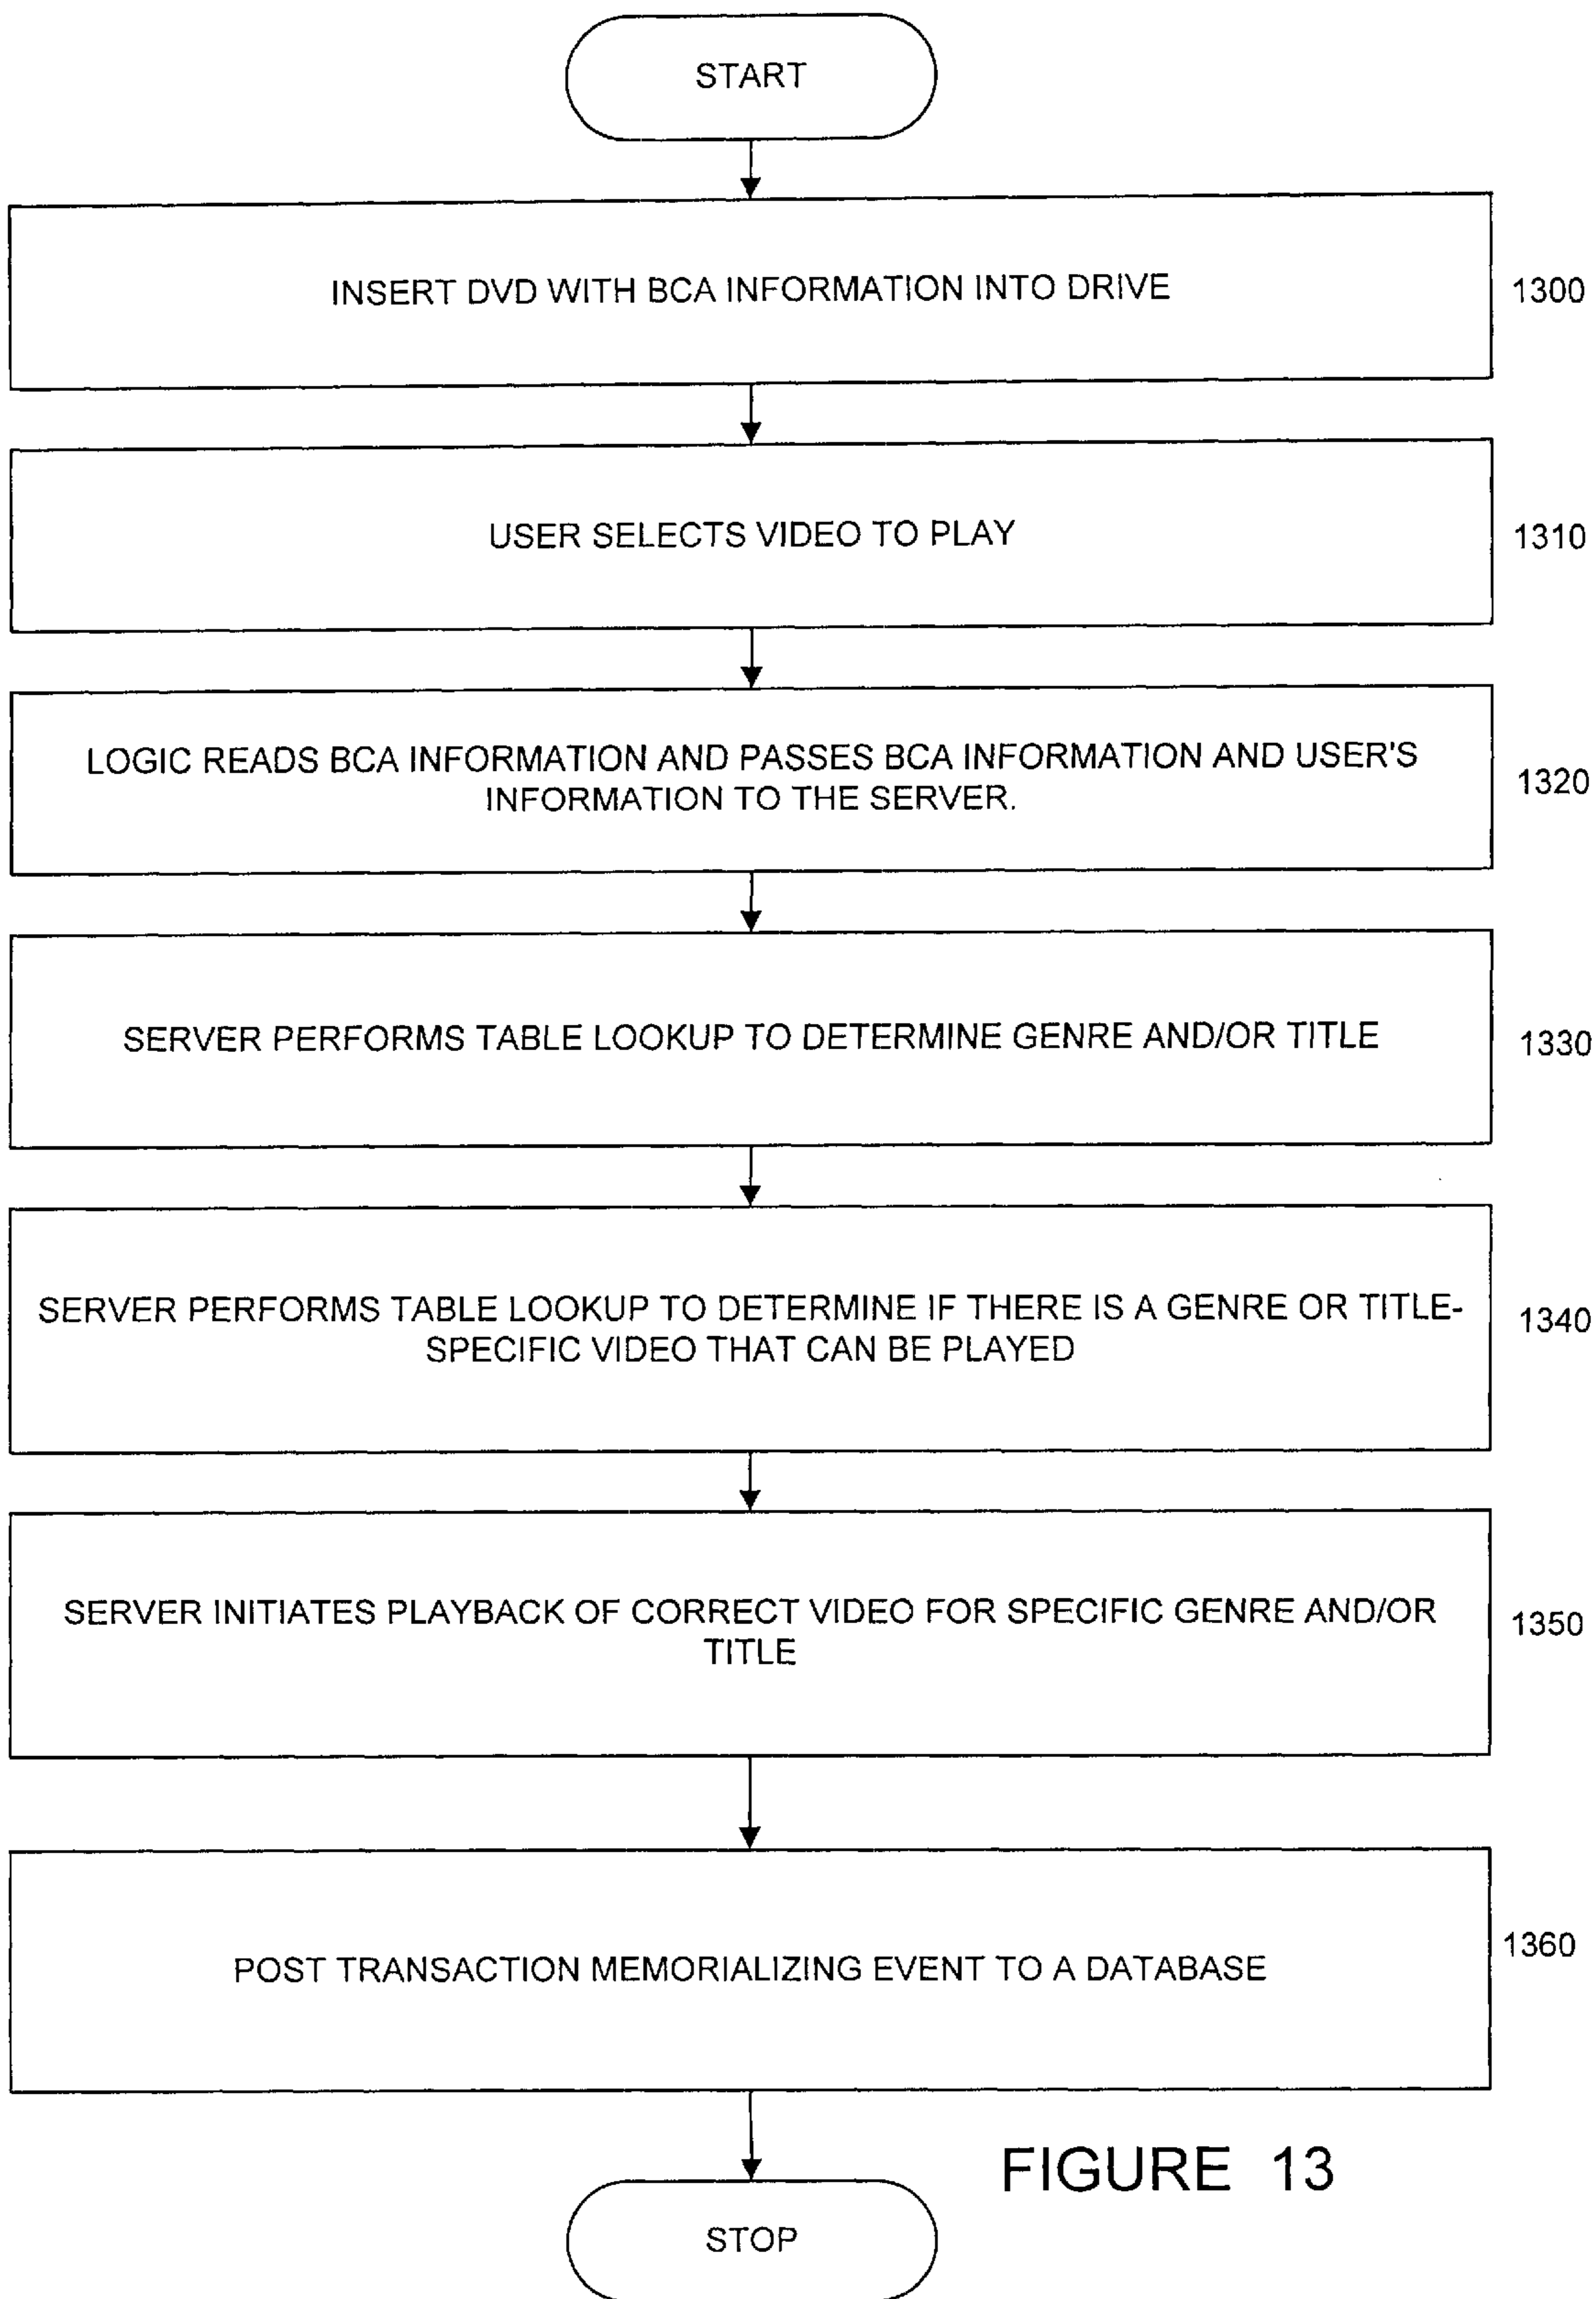 START
INSERT DVD WITH BCA INFORMATION INTO DRIVE
1300
USER SELECTS VIDEO TO PLAY
1310
LOGIC READS BCA INFORMATION AND PASSES BCA INFORMATION AND USER'S
INFORMATION TO THE SERVER.
1320
SERVER PERFORMS TABLE LOOKUP TO DETERMINE GENRE AND/OR TITLE
1330
SERVER PERFORMS TABLE LOOKUP TO DETERMINE IF THERE IS A GENRE OR TITLE-
SPECIFIC VIDEO THAT CAN BE PLAYED
1340
SERVER INITIATES PLAYBACK OF CORRECT VIDEO FOR SPECIFIC GENRE AND/OR
TITLE
1350
POST TRANSACTION MEMORIALIZING EVENT TO A DATABASE
1360
FIGURE 13
STOP